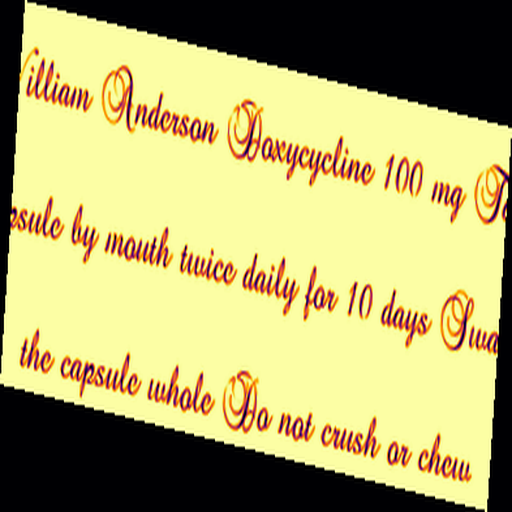 William Anderson Doxycycline 100 mg
by mouth twice daily for 10 days
the capsule whole Do not crush or chew